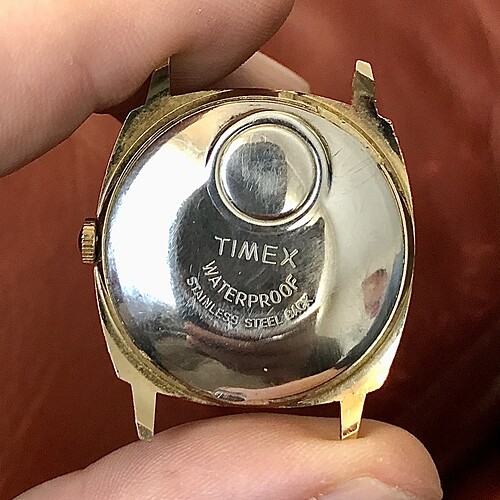 TIMEX
WATERPROOF
STAINLESS STEEL BACK